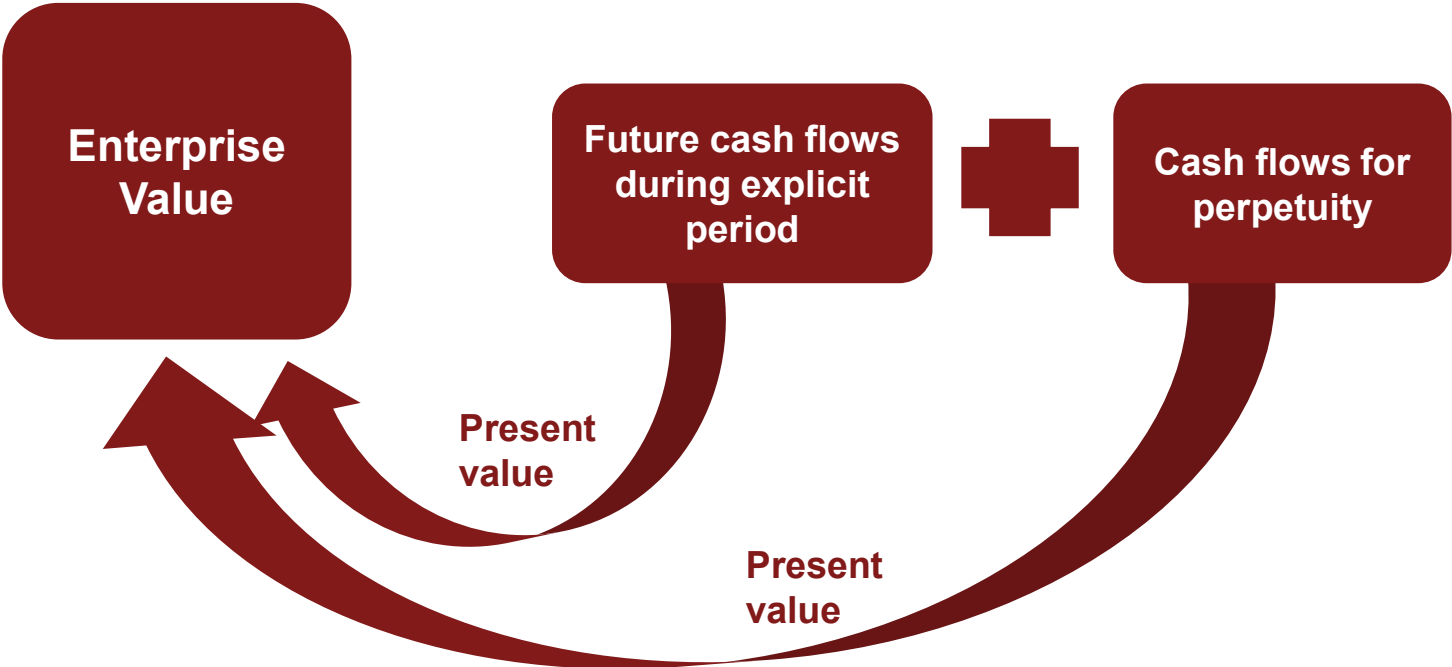 Enterprise
Value
Future cash flows
during explicit
period
Cash flows for
perpetuity
Present
value
Present
value